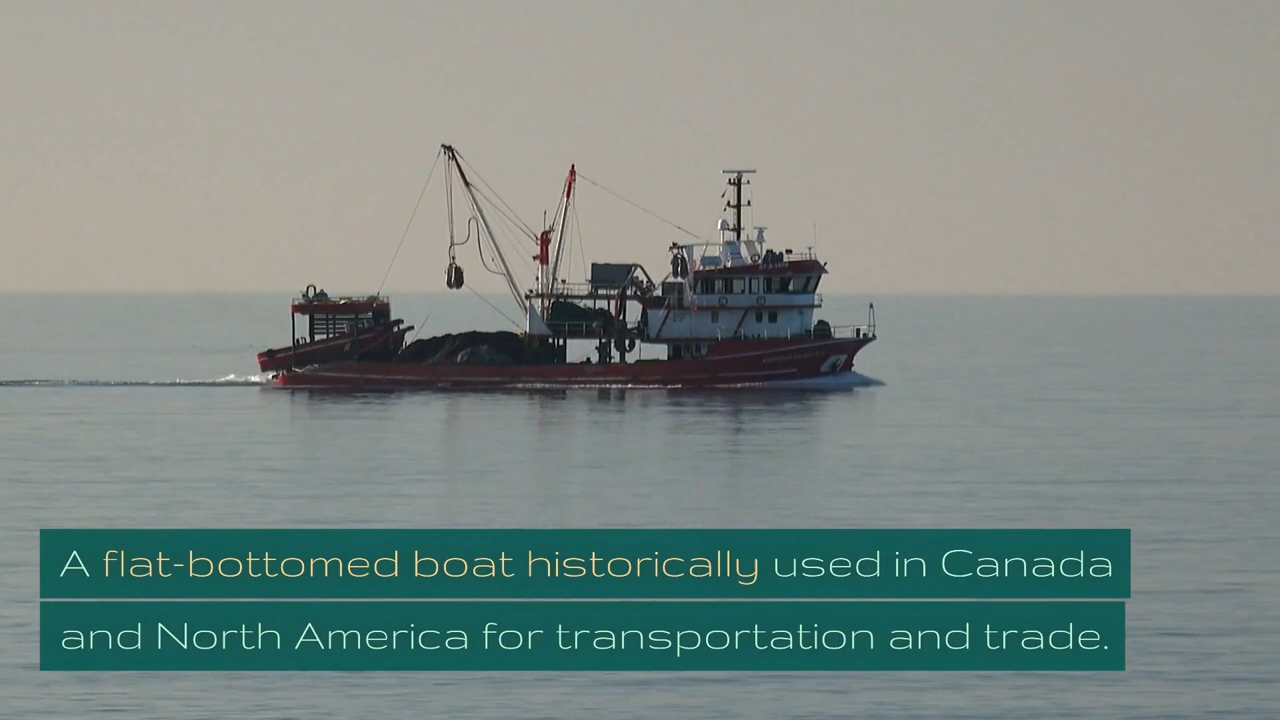 A flat-bottomed boat historically used in Canada
and North America for transportation and trade.